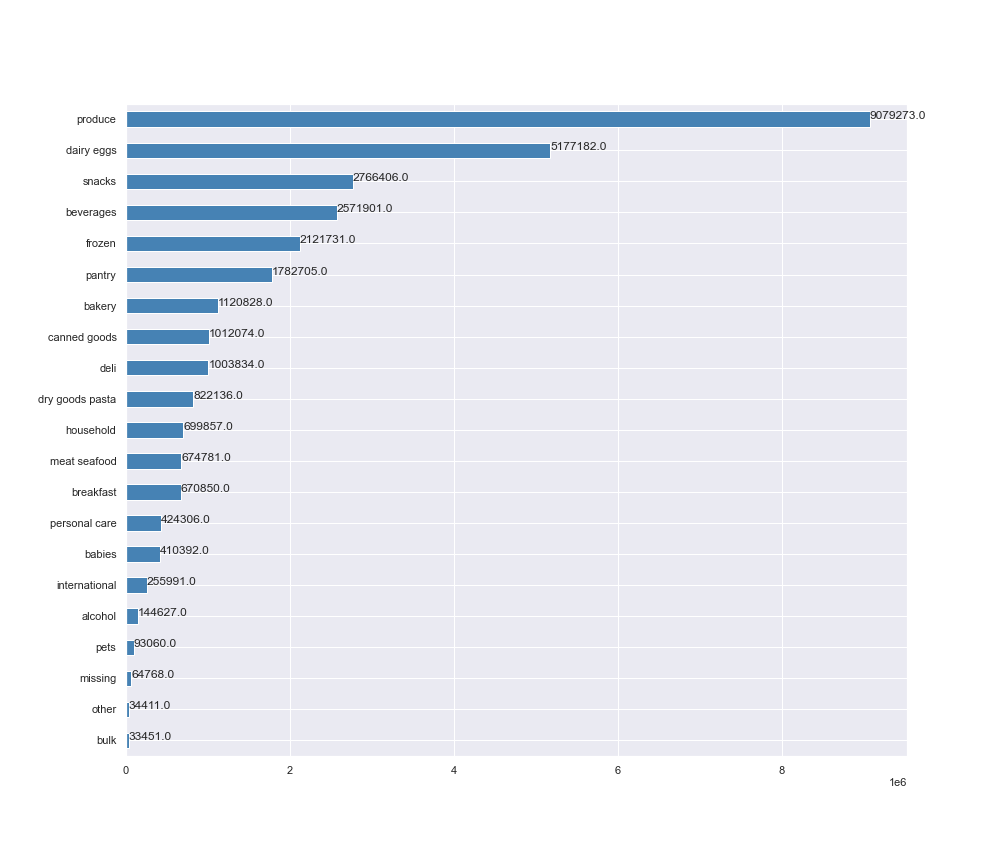 produce 9079273.0
dairy eggs 5177182.0
snacks 2766406.0
beverages 2571901.0
frozen 2121731.0
pantry 1782705.0
bakery 1120828.0
canned goods 1012074.0
deli 1003834.0
dry goods pasta 822136.0
household 699857.0
meat seafood 674781.0
breakfast 670850.0
personal care 424306.0
babies 410392.0
international 255991.0
alcohol 144627.0
pets 93060.0
missing 64768.0
other 34411.0
bulk 33451.0
0 2 4 6 8
1e6